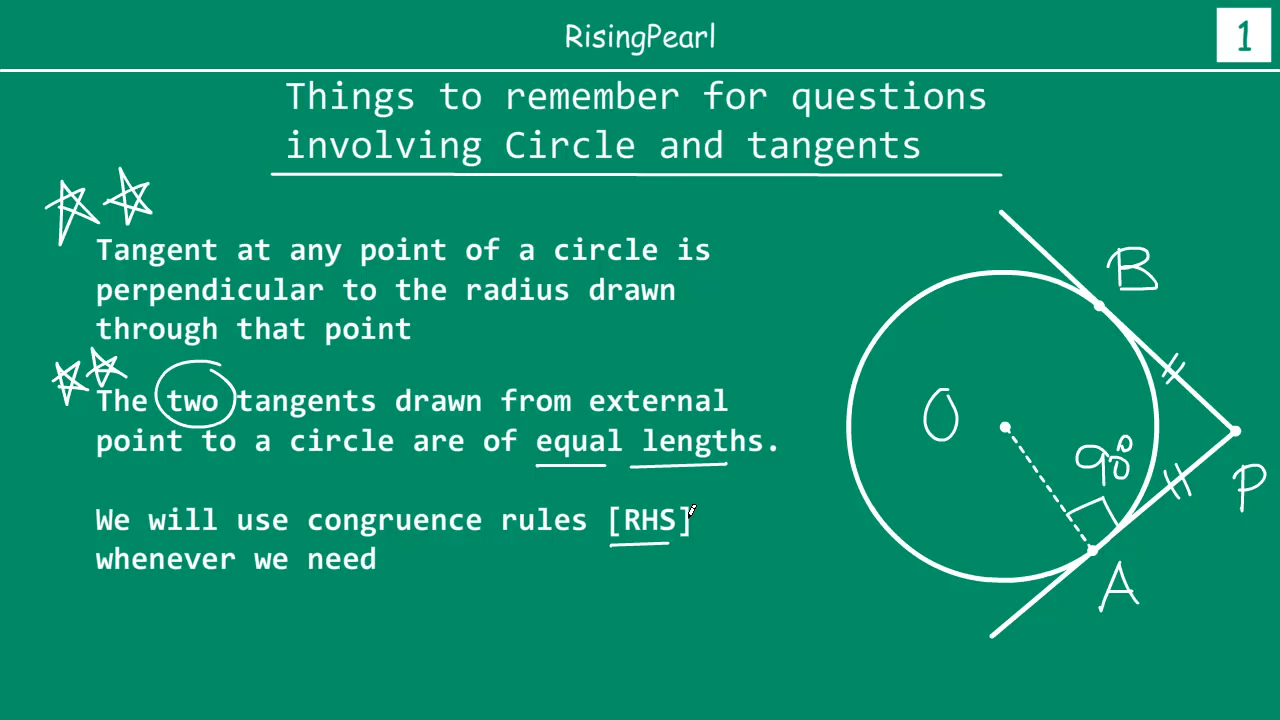 RisingPearl
1
Things to remember for questions
involving Circle and tangents
Tangent at any point of a circle is
perpendicular to the radius drawn
through that point
The two tangents drawn from external
point to a circle are of equal lengths.
We will use congruence rules [RHS]
whenever we need
B
O
90°
P
A